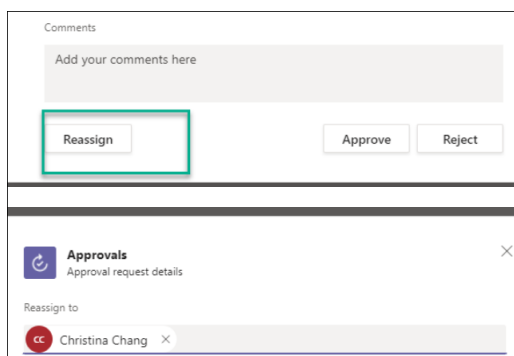 Comments
Add your comments here
Reassign Approve Reject
Approvals
Approval request details
Reassign to
CC Christina Chang